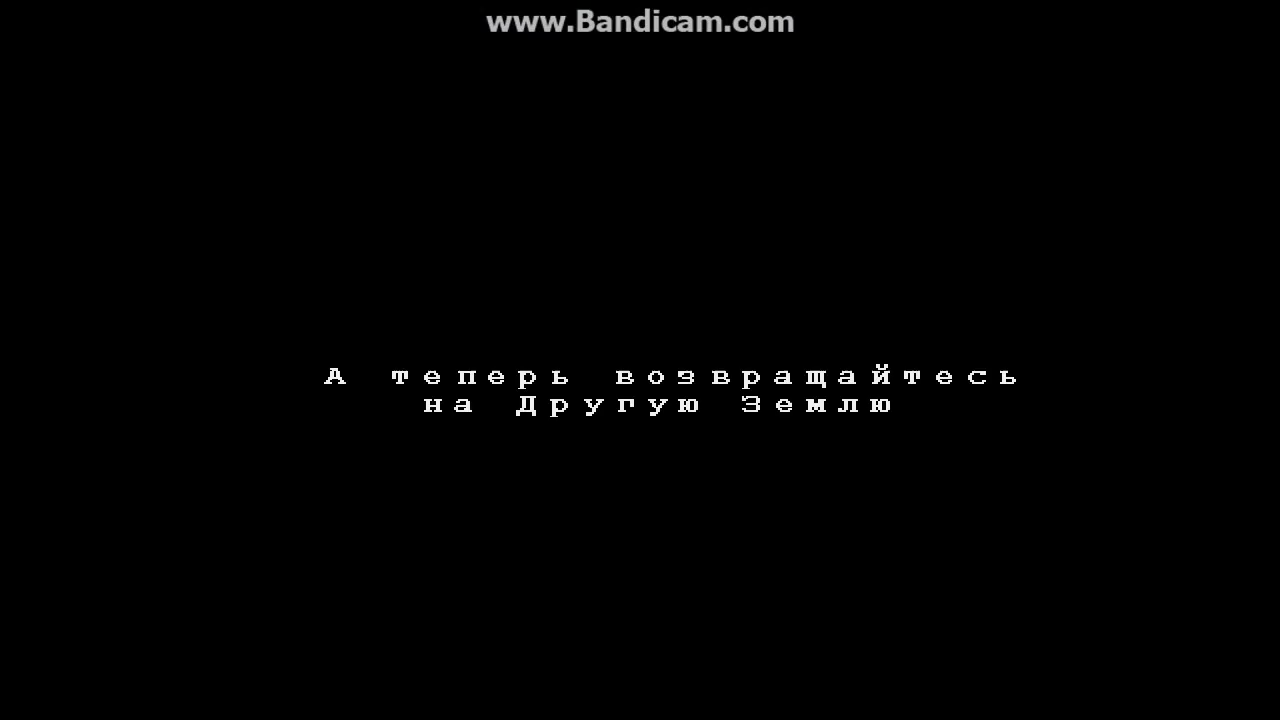 www.Bandicam.com
А теперь возвращайтесь
на Другую Землю